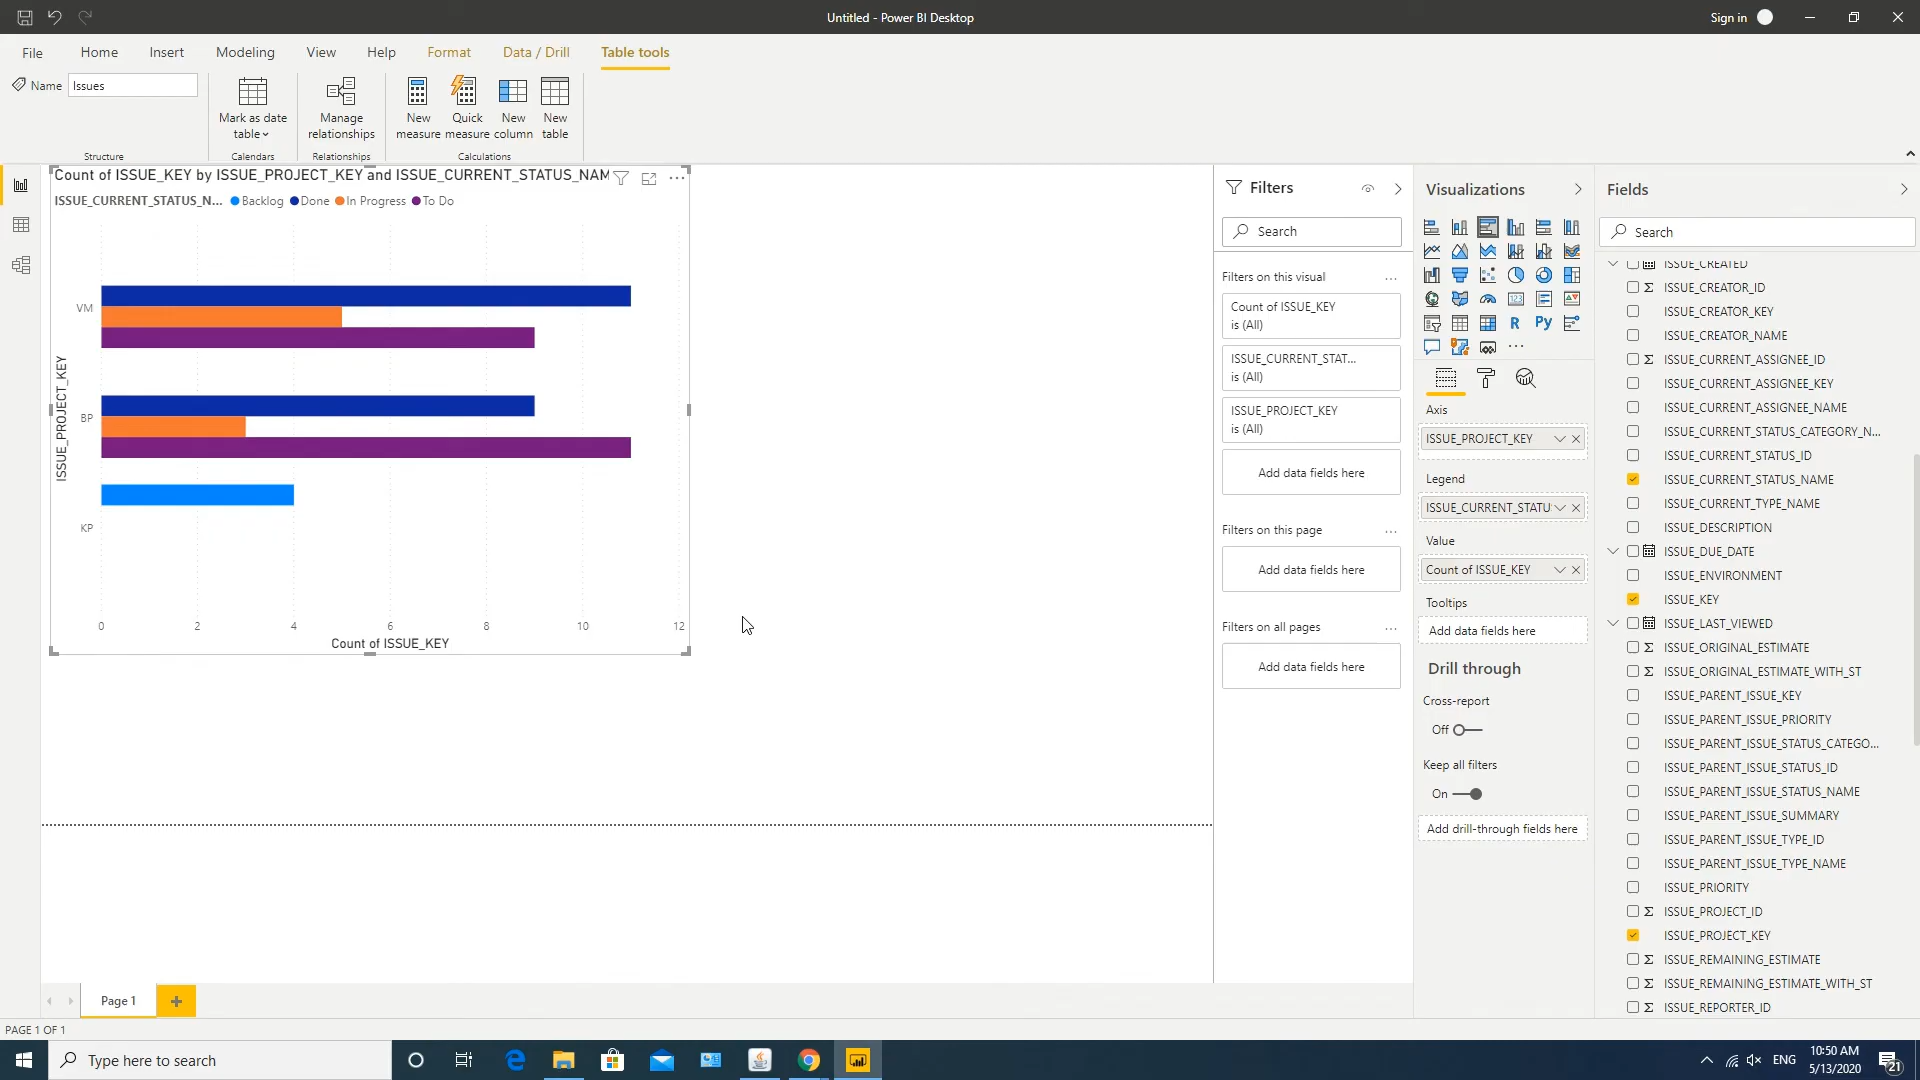 Untitled - Power BI Desktop
Sign in
File
Home
Insert
Modeling
View
Help
Format
Data / Drill
Table tools
Name
Issues
Mark as date
table
Calendars
Manage
relationships
Relationships
New
measure
Quick
measure
New
column
New
table
Structure
Calculations
Count of ISSUE_KEY by ISSUE_PROJECT_KEY and ISSUE_CURRENT_STATUS_NAM
ISSUE_CURRENT_STATUS_N... Backlog Done In Progress To Do
ISSUE_PROJECT_KEY
VM
BP
KP
0 2 4 6 8 10 12
Count of ISSUE_KEY
Filters
Search
Filters on this visual
...
Count of ISSUE_KEY
is (All)
ISSUE_CURRENT_STAT...
is (All)
ISSUE_PROJECT_KEY
is (All)
Add data fields here
Filters on this page
...
Add data fields here
Filters on all pages
...
Add data fields here
Visualizations
R
Py
123
...
Axis
ISSUE_PROJECT_KEY
Legend
ISSUE_CURRENT_STATU
Value
Count of ISSUE_KEY
Tooltips
Add data fields here
Drill through
Cross-report
Off
Keep all filters
On
Add drill-through fields here
Fields
Search
ISSUE_CREATED
Σ ISSUE_CREATOR_ID
ISSUE_CREATOR_KEY
ISSUE_CREATOR_NAME
Σ ISSUE_CURRENT_ASSIGNEE_ID
ISSUE_CURRENT_ASSIGNEE_KEY
ISSUE_CURRENT_ASSIGNEE_NAME
ISSUE_CURRENT_STATUS_CATEGORY_N...
ISSUE_CURRENT_STATUS_ID
ISSUE_CURRENT_STATUS_NAME
ISSUE_CURRENT_TYPE_NAME
ISSUE_DESCRIPTION
ISSUE_DUE_DATE
ISSUE_ENVIRONMENT
ISSUE_KEY
ISSUE_LAST_VIEWED
Σ ISSUE_ORIGINAL_ESTIMATE
Σ ISSUE_ORIGINAL_ESTIMATE_WITH_ST
ISSUE_PARENT_ISSUE_KEY
ISSUE_PARENT_ISSUE_PRIORITY
ISSUE_PARENT_ISSUE_STATUS_CATEGO...
ISSUE_PARENT_ISSUE_STATUS_ID
ISSUE_PARENT_ISSUE_STATUS_NAME
ISSUE_PARENT_ISSUE_SUMMARY
ISSUE_PARENT_ISSUE_TYPE_ID
ISSUE_PARENT_ISSUE_TYPE_NAME
ISSUE_PRIORITY
Σ ISSUE_PROJECT_ID
ISSUE_PROJECT_KEY
Σ ISSUE_REMAINING_ESTIMATE
Σ ISSUE_REMAINING_ESTIMATE_WITH_ST
Σ ISSUE_REPORTER_ID
Page 1
PAGE 1 OF 1
Type here to search
ENG
10:50 AM
5/13/2020
21